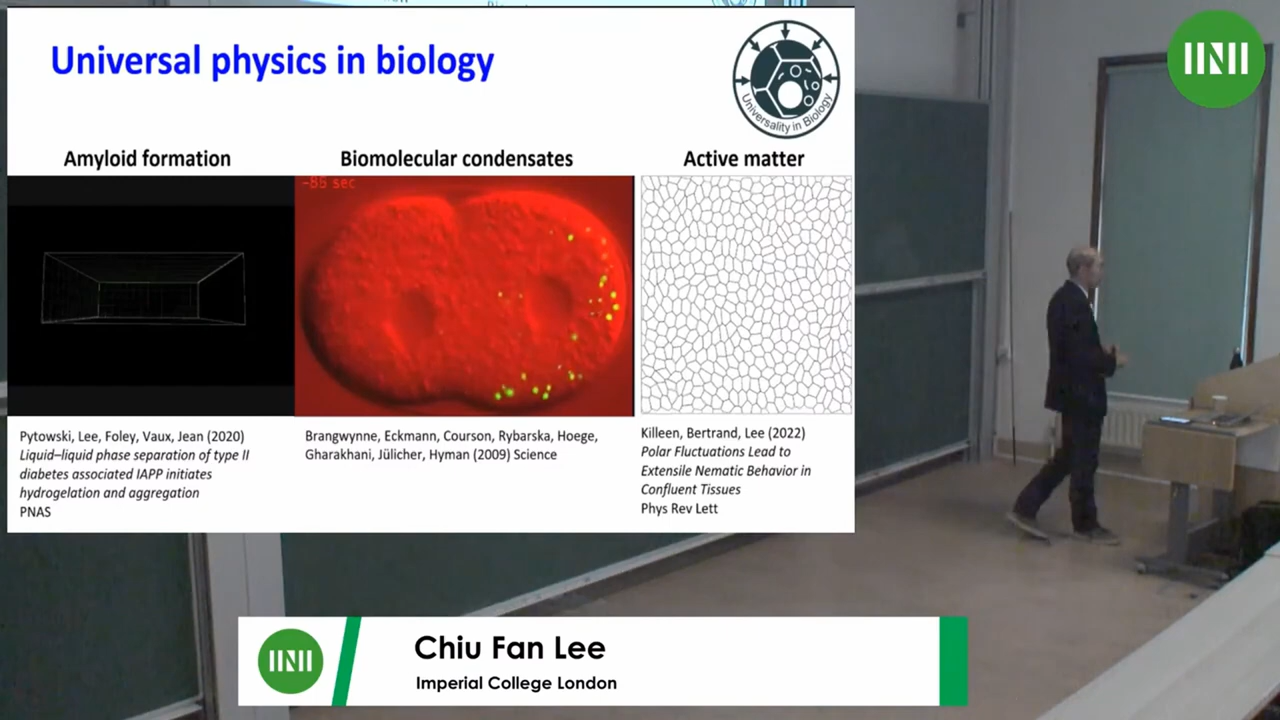 Universal physics in biology
Universality in Biology
Amyloid formation
Biomolecular condensates
Active matter
-86 sec
Pytowski, Lee, Foley, Vaux, Jean (2020)
Liquid–liquid phase separation of type II
diabetes associated IAPP initiates
hydrogelation and aggregation
PNAS
Brangwynne, Eckmann, Courson, Rybarska, Hoege,
Gharakhani, Jülicher, Hyman (2009) Science
Killeen, Bertrand, Lee (2022)
Polar Fluctuations Lead to
Extensile Nematic Behavior in
Confluent Tissues
Phys Rev Lett
Chiu Fan Lee
Imperial College London